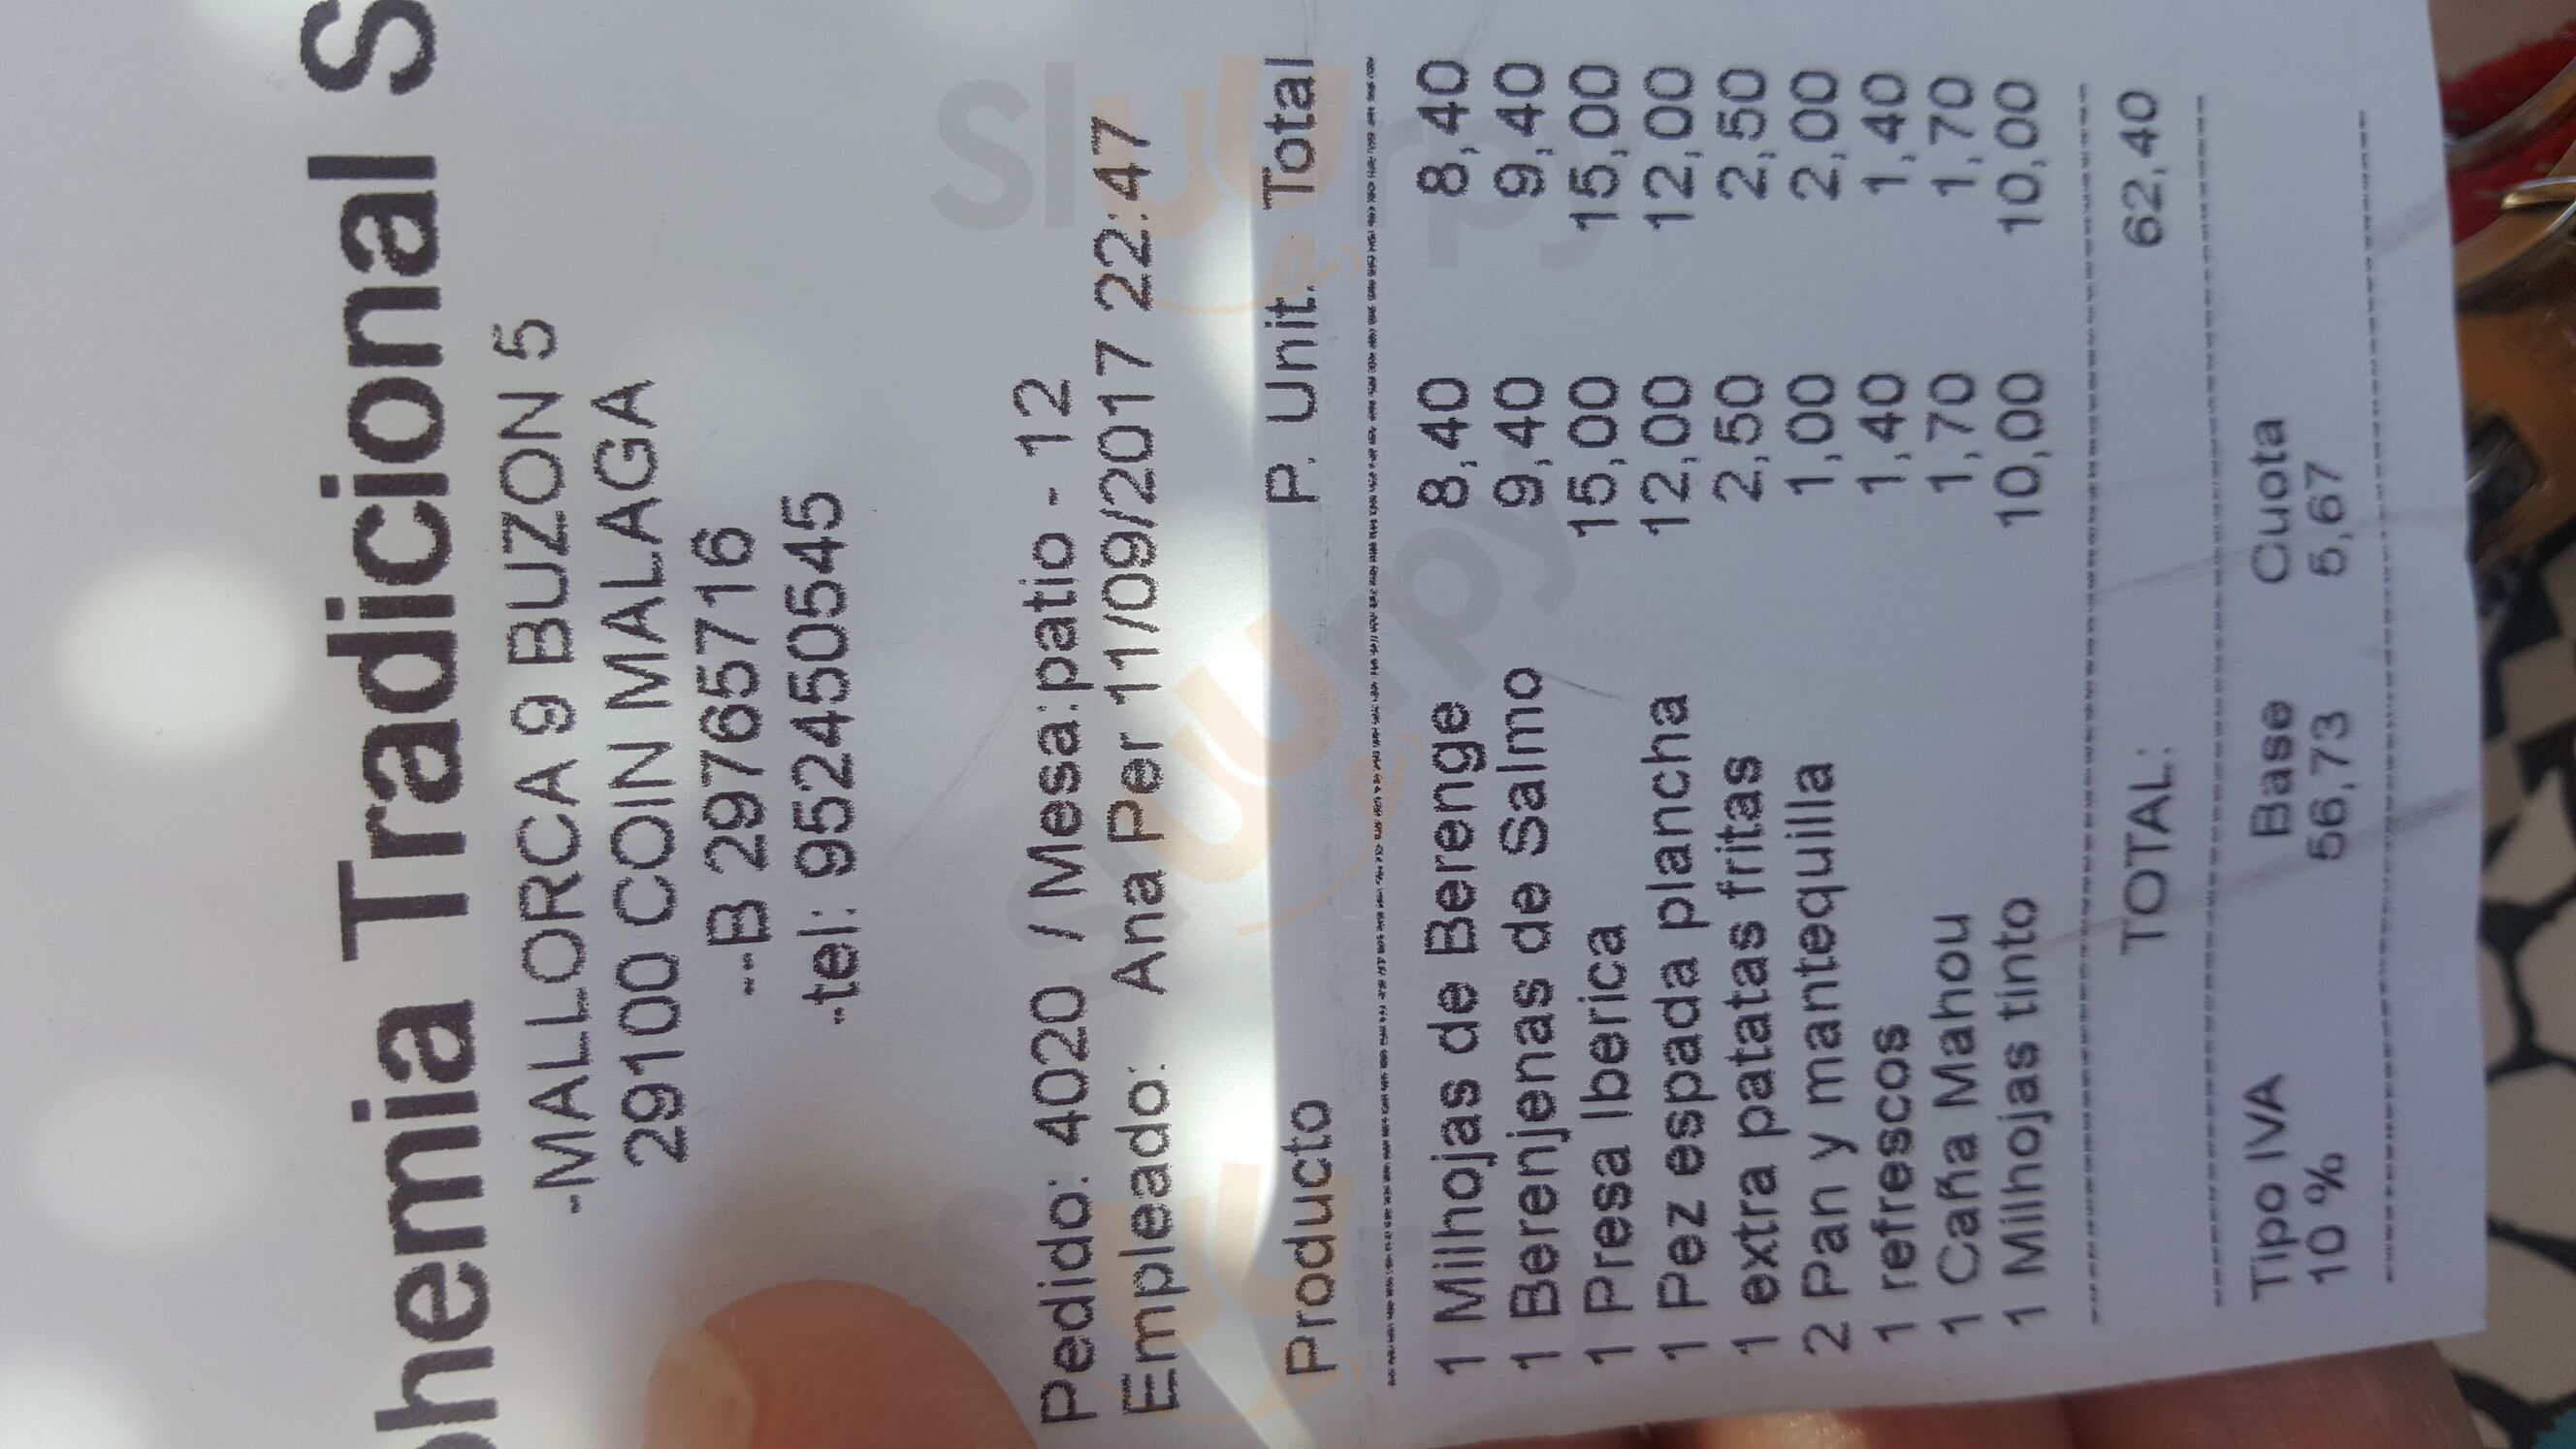 ohemia Tradicional S
-MALLORCA 9 BUZON 5
29100 COIN MALAGA
--B 29765716
-tel: 952450545
Pedido: 4020 / Mesa:patio - 12
Empleado: Ana Per 11/09/2017 22:47
Producto P. Unit. Total
1 Milhojas de Berenge 8,40 8,40
1 Berenjenas de Salmo 9,40 9,40
1 Presa Iberica 15,00 15,00
1 Pez espada plancha 12,00 12,00
1 extra patatas fritas 2,50 2,50
2 Pan y mantequilla 1,00 2,00
1 refrescos 1,40 1,40
1 Caña Mahou 1,70 1,70
1 Milhojas tinto 10,00 10,00
TOTAL: 62,40
Tipo IVA Base Cuota
10 % 56,73 5,67
Sluurpy
Sluurpy
Sluurpy